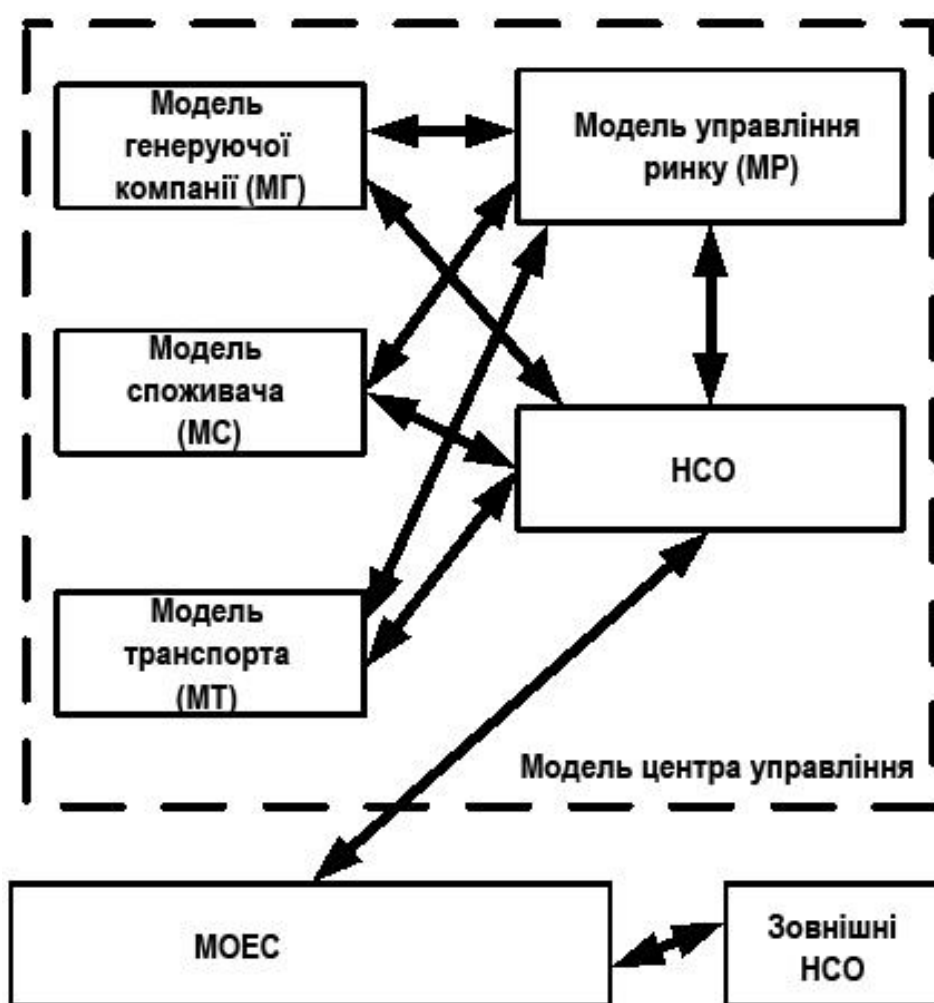 Модель
генеруючої
компанії (МГ)
Модель управління
ринку (МР)
Модель
споживача
(МС)
НСО
Модель
транспорта
(МТ)
Модель центра управління
МОЕС
Зовнішні
НСО